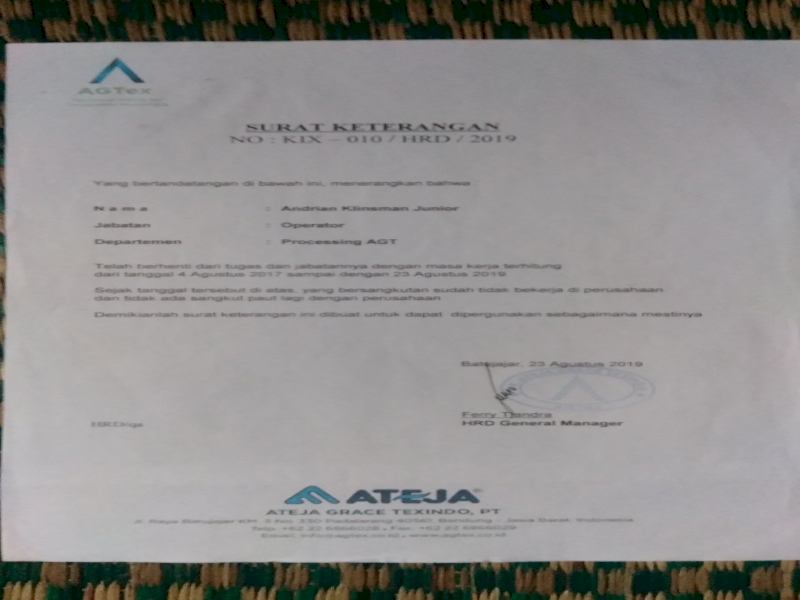 AGTex
SURAT KETERANGAN
NO : KIX - 010 / HRD / 2019
Yang bertandatangan di bawah ini, menerangkan bahwa
N a m a : Andrian Klinsman Junior
Jabatan : Operator
Departemen : Processing AGT
Telah berhenti dari tugas dan jabatannya dengan masa kerja terhitung
dari tanggal 4 Agustus 2017 sampai dengan 23 Agustus 2019
Sejak tanggal tersebut di atas, yang bersangkutan sudah tidak bekerja di perusahaan
dan tidak ada sangkut paut lagi dengan perusahaan
Demikianlah surat keterangan ini dibuat untuk dapat dipergunakan sebagaimana mestinya
Batujajar, 23 Agustus 2019
Ferry Tjandra
HRD General Manager
ATEJA
ATEJA GRACE TEXINDO, PT
Jl. Raya Batujajar KM. 3 No. 330 Padalarang 40560, Bandung - Jawa Barat, Indonesia
Telp. +62 22 6866028 Fax. +62 22 6866029
Email. info@agtex.co.id www.agtex.co.id